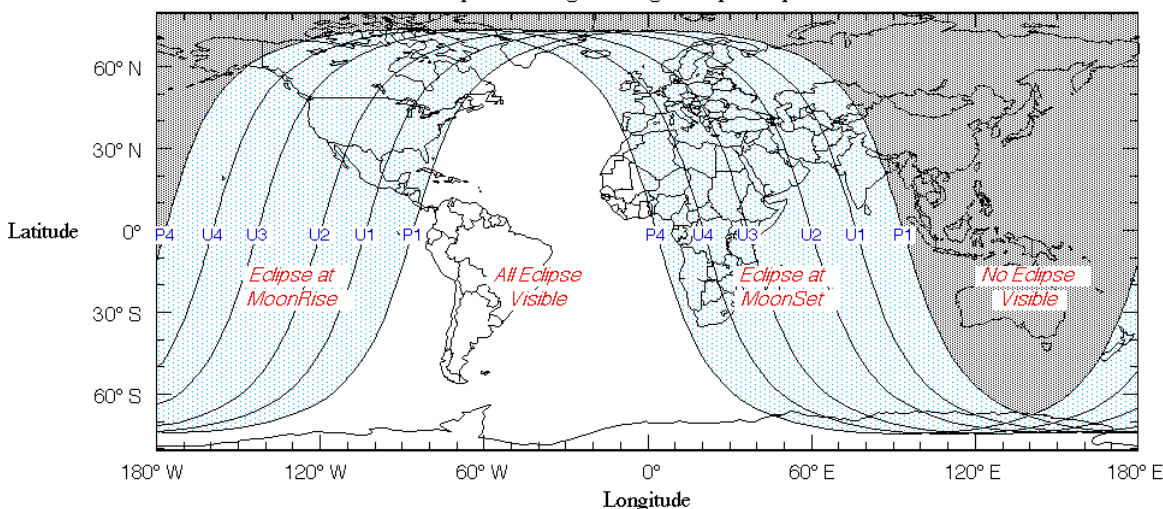 60° N
30° N
Latitude 0°
P4 U4 U3 U2 U1 P1 P4 U4 U3 U2 U1 P1
Eclipse at MoonRise
All Eclipse Visible
Eclipse at MoonSet
No Eclipse Visible
30° S
60° S
180° W 120° W 60° W 0° 60° E 120° E 180° E
Longitude